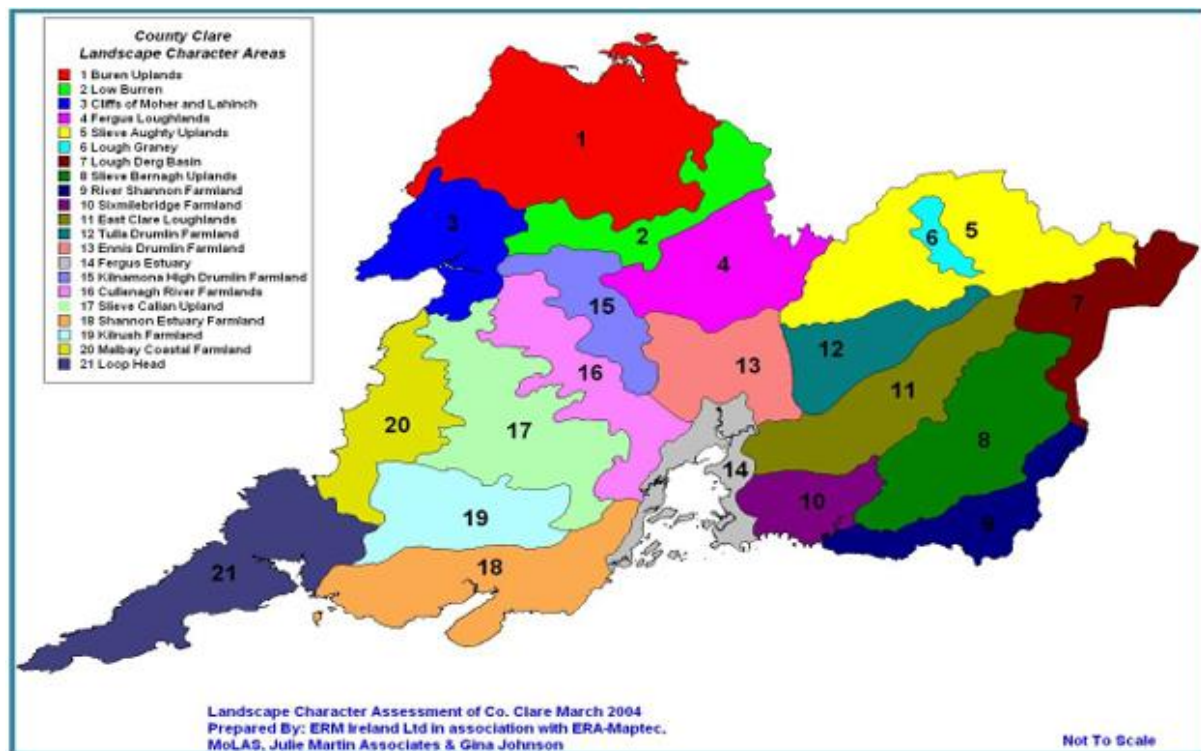 County Clare
Landscape Character Areas
1 Buren Uplands
2 Low Burren
3 Cliffs of Moher and Lahinch
4 Fergus Loughlands
5 Slieve Aughty Uplands
6 Lough Graney
7 Lough Derg Basin
8 Slieve Bernagh Uplands
9 River Shannon Farmland
10 Sixmilebridge Farmland
11 East Clare Loughlands
12 Tulla Drumlin Farmland
13 Ennis Drumlin Farmland
14 Fergus Estuary
15 Kilnamona High Drumlin Farmland
16 Cullenagh River Farmlands
17 Slieve Callan Upland
18 Shannon Estuary Farmland
19 Kilrush Farmland
20 Malbay Coastal Farmland
21 Loop Head
1
2
3
4
5
6
7
15
12
13
16
11
20
17
8
14
10
19
9
18
21
Landscape Character Assessment of Co. Clare March 2004
Prepared By: ERM Ireland Ltd in association with ERA-Maptec.
MoLAS, Julie Martin Associates & Gina Johnson
Not To Scale